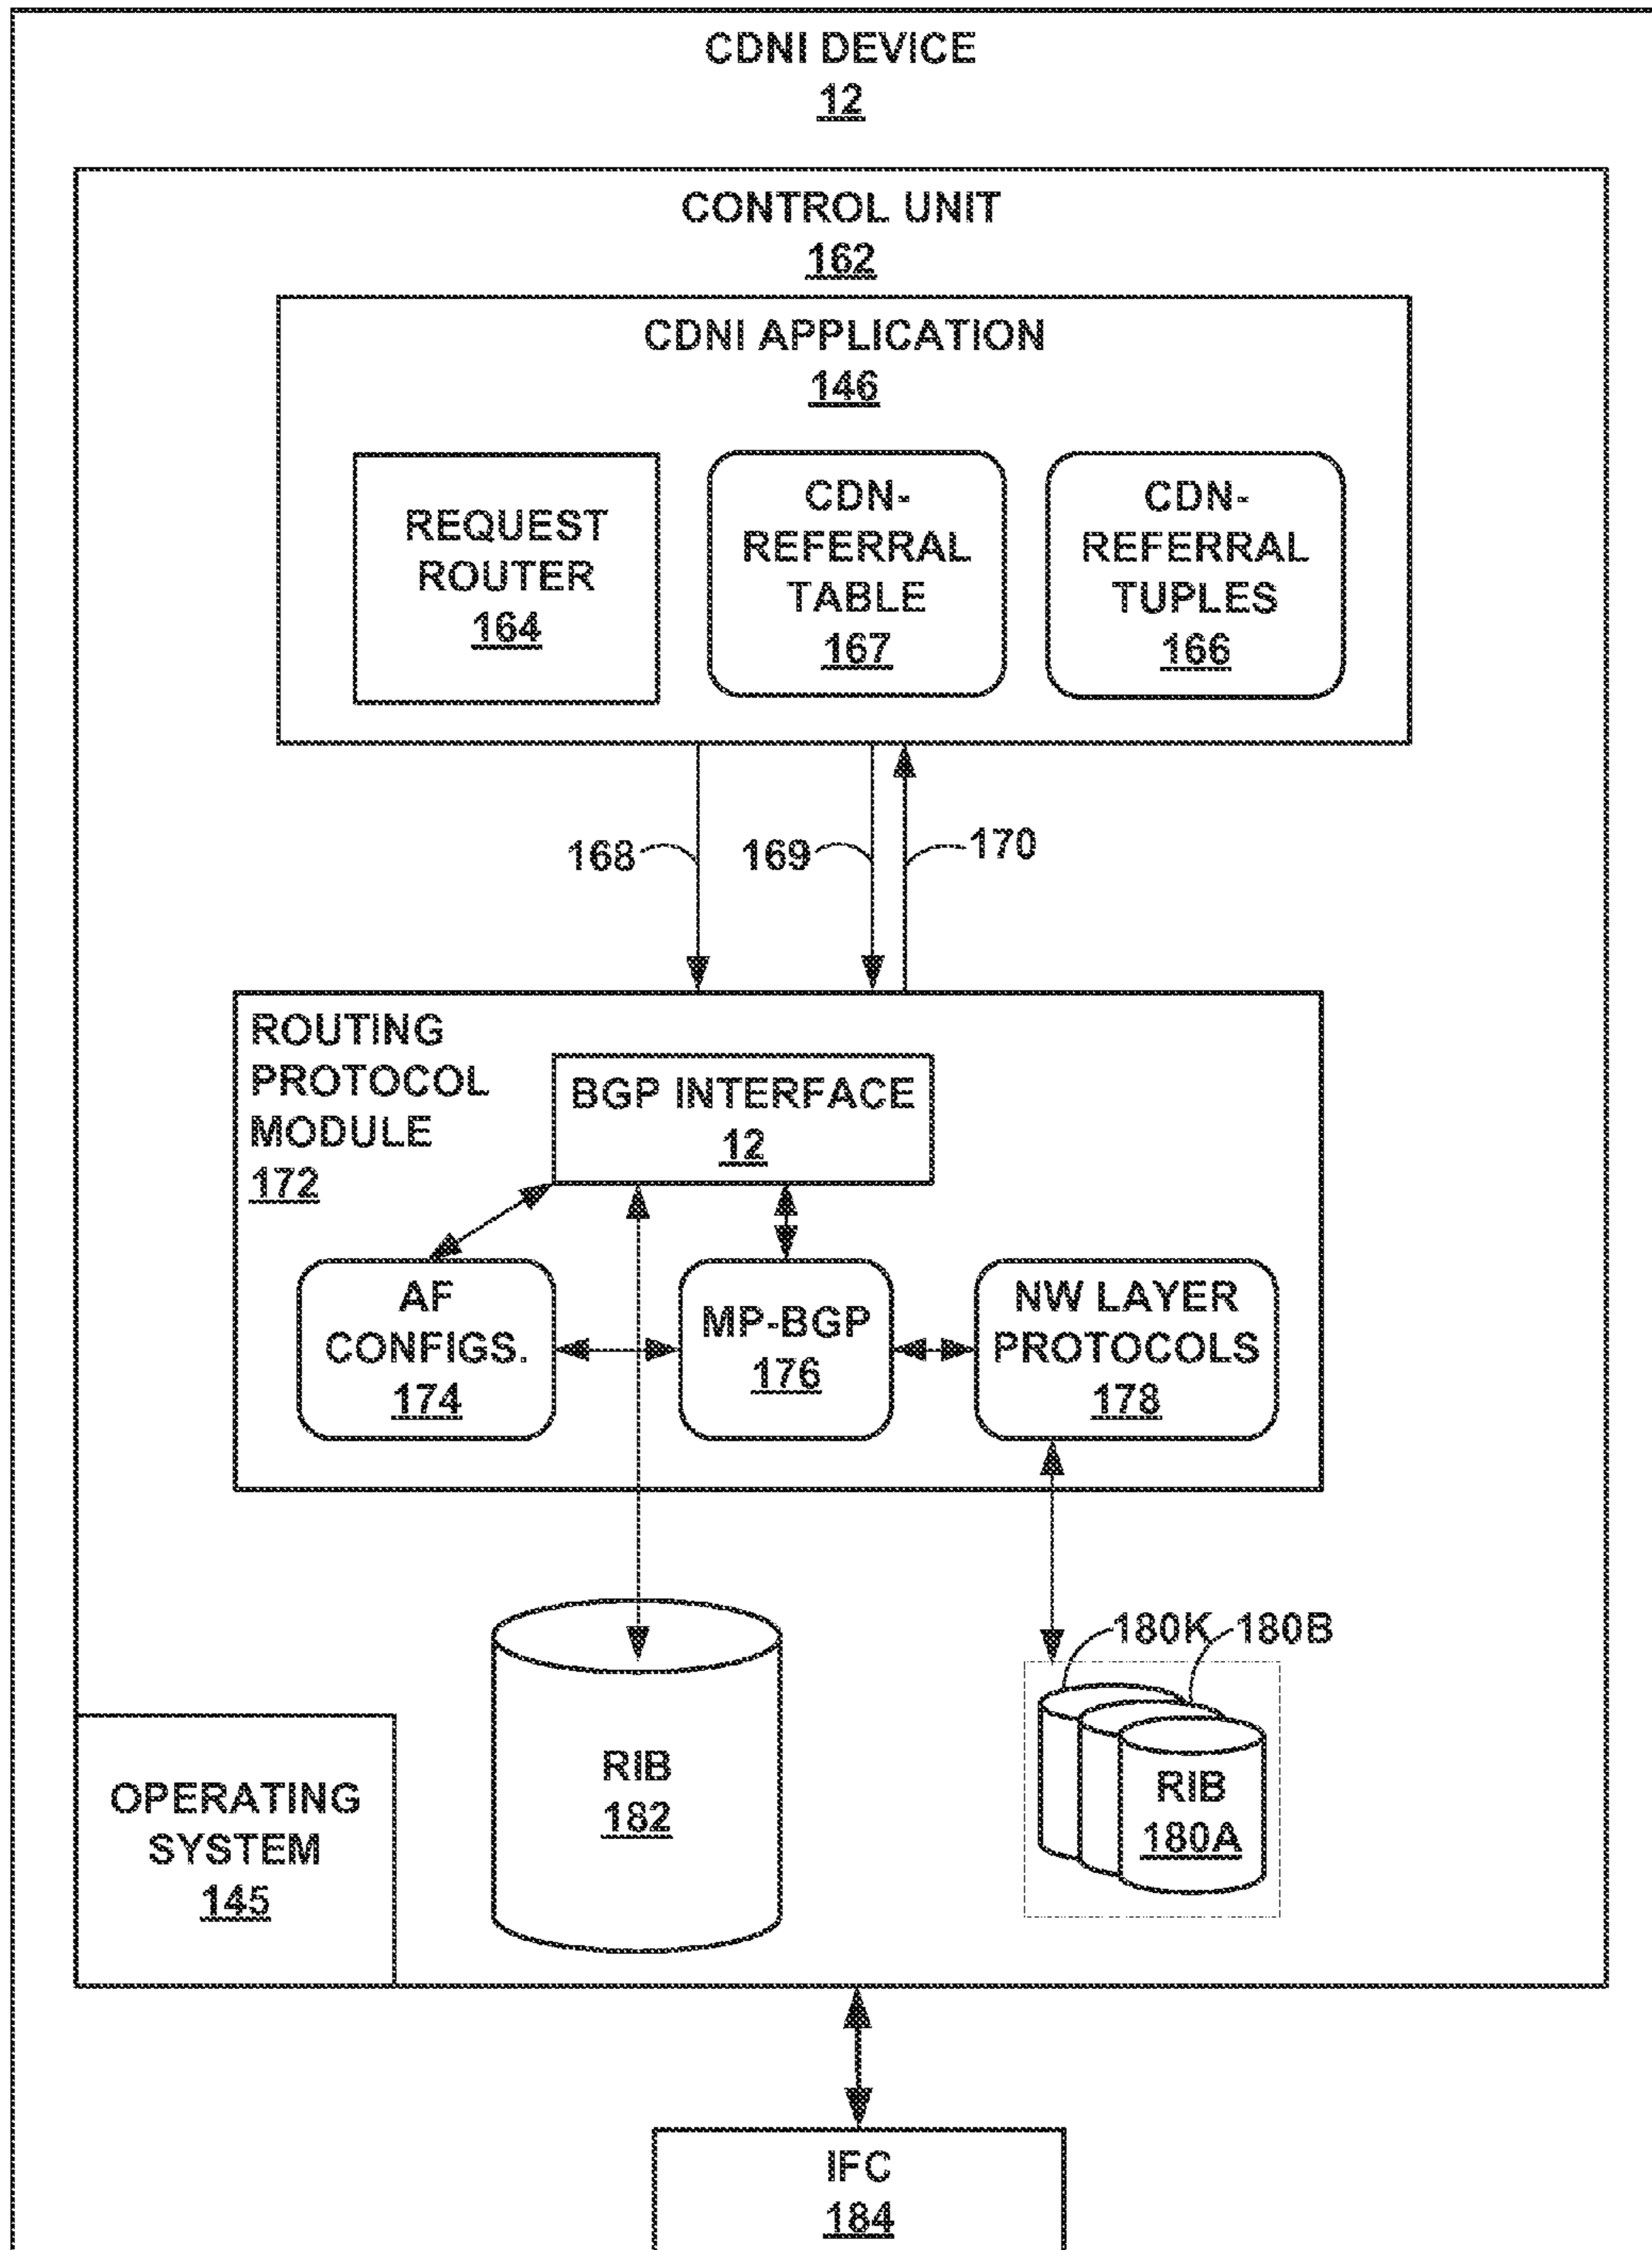 CDNI DEVICE
12
CONTROL UNIT
162
CDNI APPLICATION
146
REQUEST
ROUTER
164
CDN-
REFERRAL
TABLE
167
CDN-
REFERRAL
TUPLES
166
168
169
170
ROUTING
PROTOCOL
MODULE
172
BGP INTERFACE
12
AF
CONFIGS.
174
MP-BGP
176
NW LAYER
PROTOCOLS
178
180K
180B
RIB
182
RIB
180A
OPERATING
SYSTEM
145
IFC
184